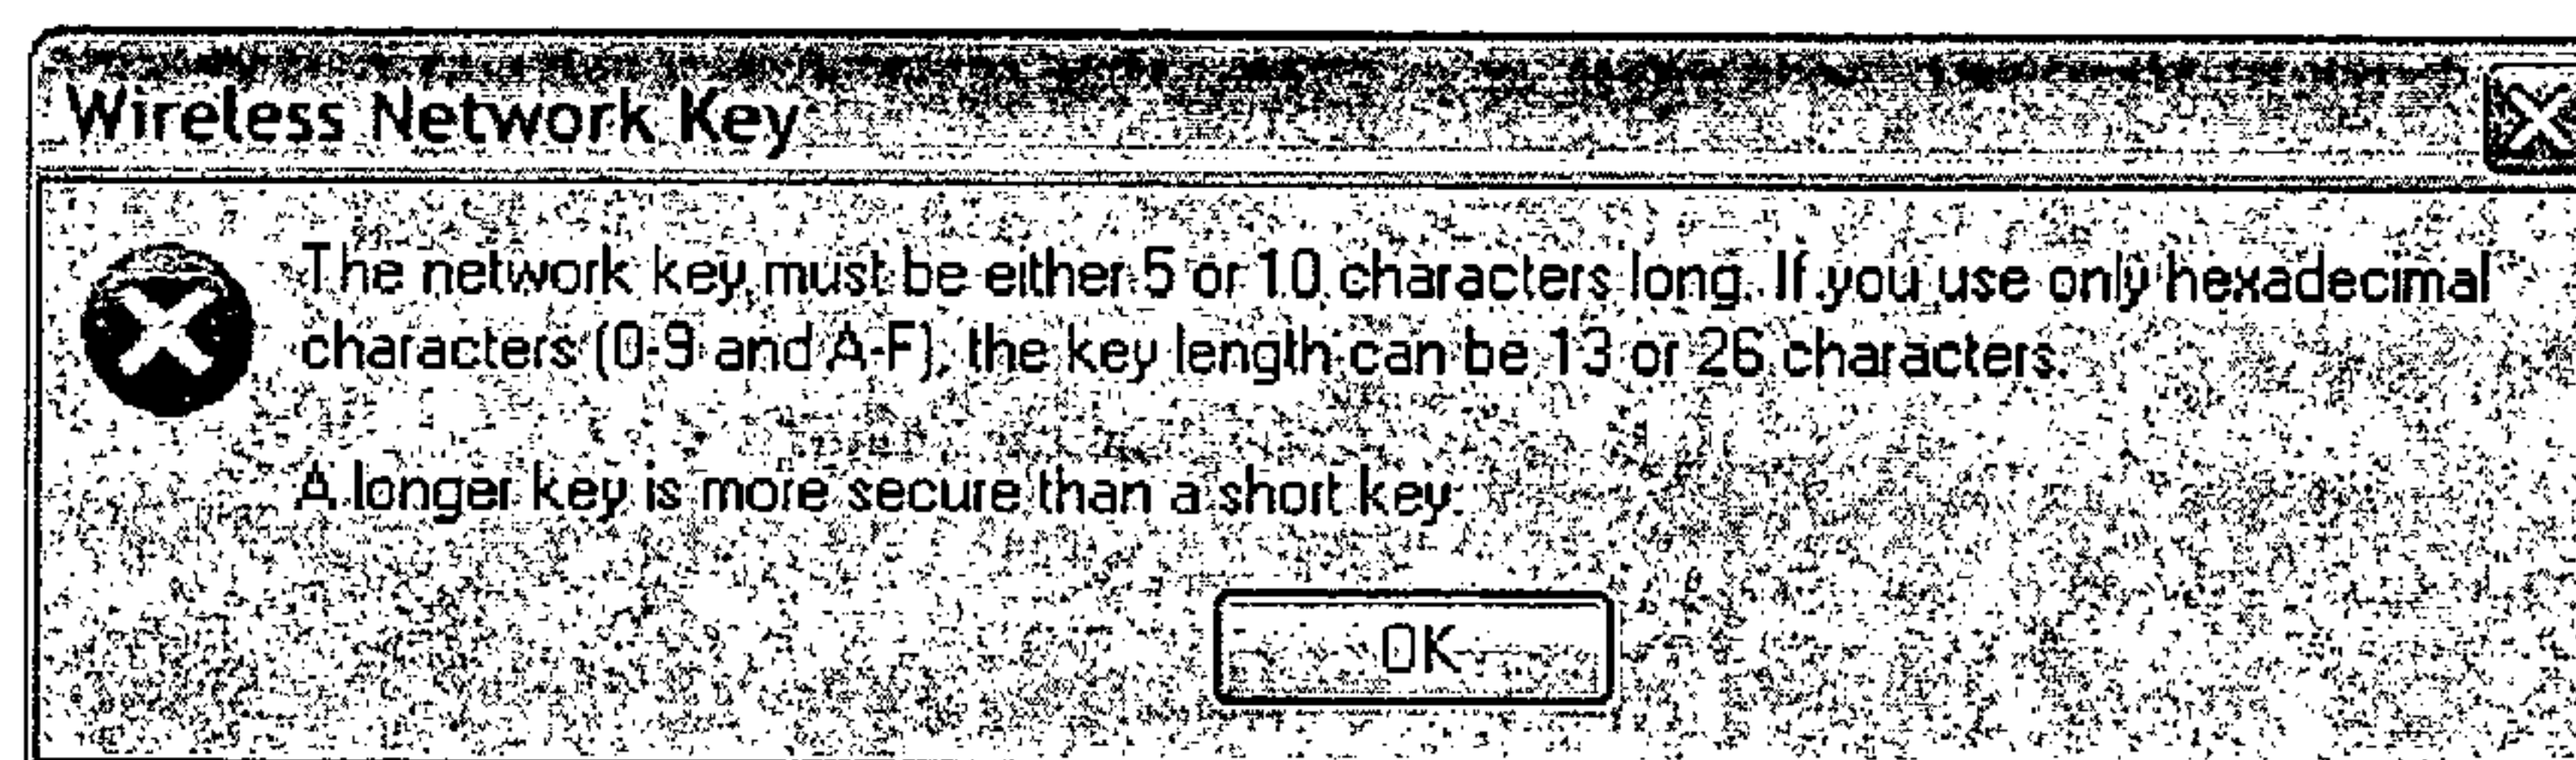 Wireless Network Key
The network key must be either 5 or 10 characters long. If you use only hexadecimal
characters (0-9 and A-F), the key length can be 13 or 26 characters.
A longer key is more secure than a short key.
OK